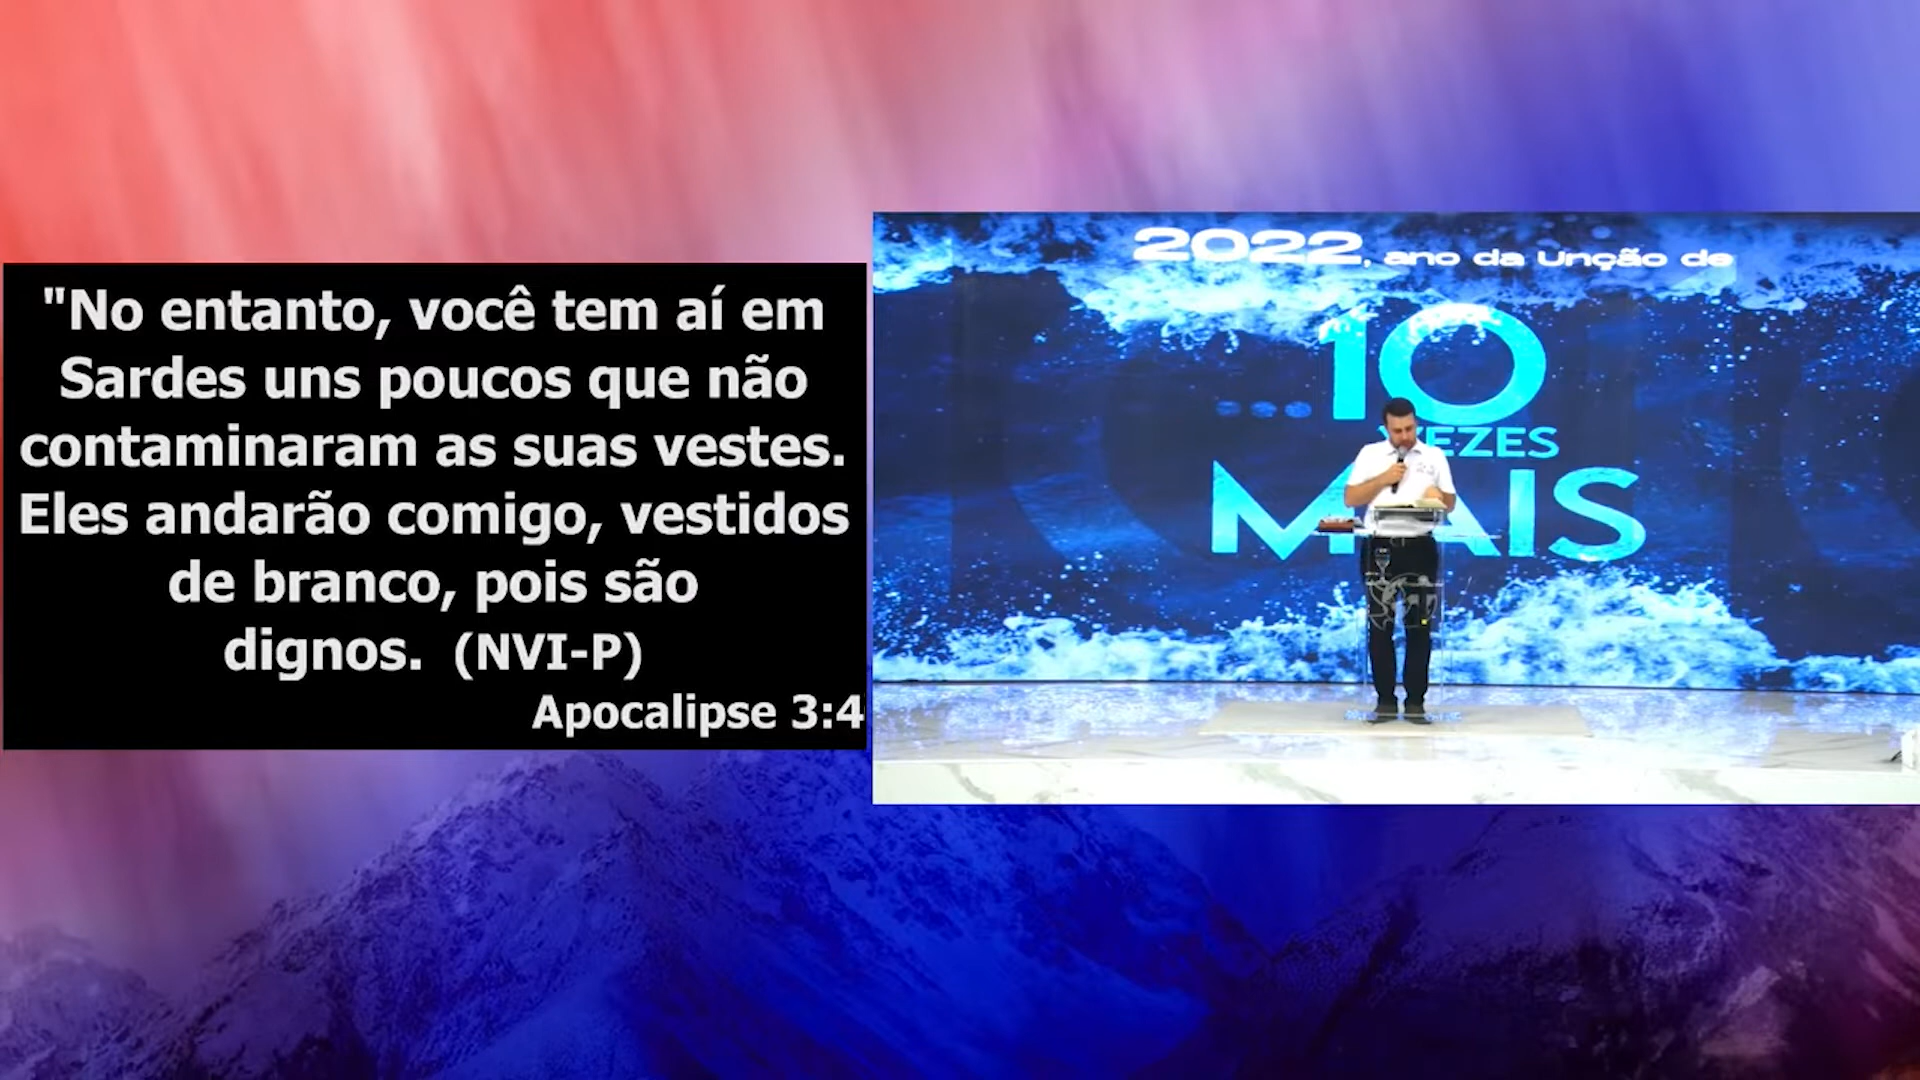 "No entanto, você tem aí em
Sardes uns poucos que não
contaminaram as suas vestes.
Eles andarão comigo, vestidos
de branco, pois são
dignos. (NVI-P)
Apocalipse 3:4
2022, ano da Unção de
...10
VEZES
MAIS